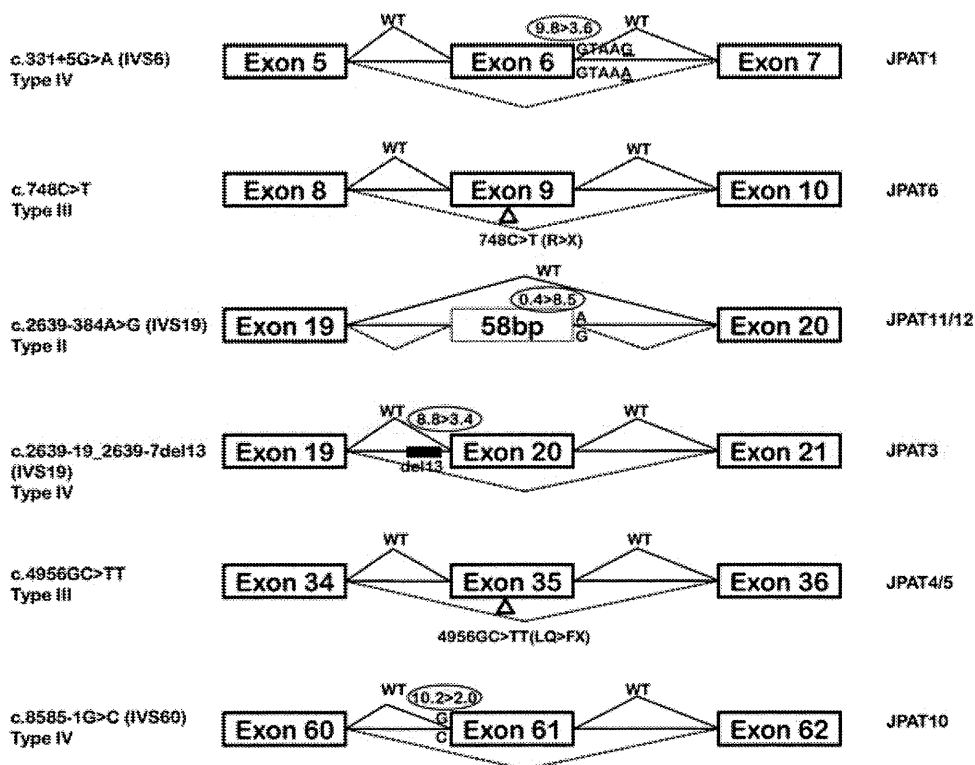 WT
9.8>3.6
c.331+5G>A (IVS6)
Type IV
Exon 5
Exon 6
GTAAG
GTAAA
Exon 7
JPAT1
WT
WT
c.748C>T
Type III
Exon 8
Exon 9
Exon 10
JPAT6
748C>T (R>X)
WT
0.4>8.5
c.2639-384A>G (IVS19)
Type II
Exon 19
58bp
A
G
Exon 20
JPAT11/12
WT
8.8>3.4
WT
c.2639-19_2639-7del13
(IVS19)
Type IV
Exon 19
del13
Exon 20
Exon 21
JPAT3
WT
WT
c.4956GC>TT
Type III
Exon 34
Exon 35
Exon 36
JPAT4/5
4956GC>TT(LQ>FX)
WT
10.2>2.0
WT
c.8585-1G>C (IVS60)
Type IV
Exon 60
G
C
Exon 61
Exon 62
JPAT10